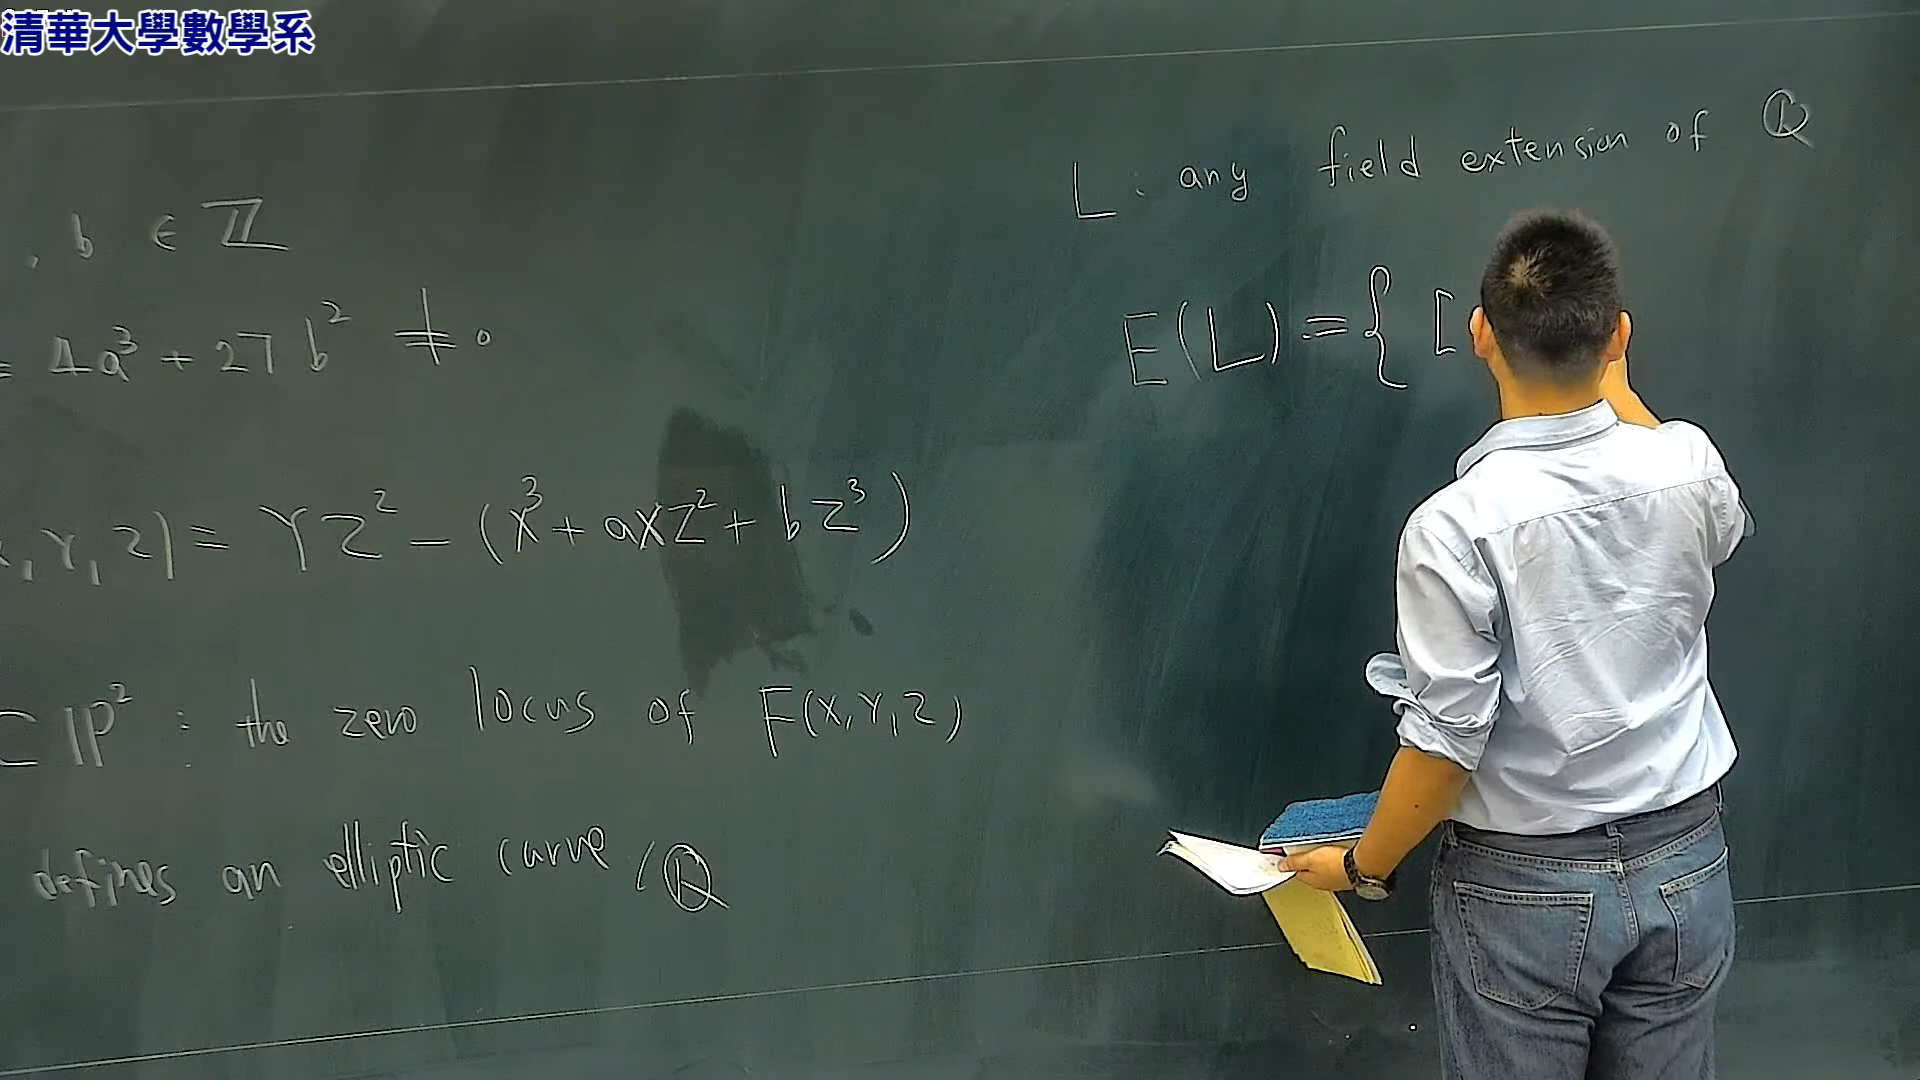 清華大學數學系
, b ∈ ℤ
= 4a³ + 27b² ≠ 0
, Y, Z) = YZ² - (X³ + aXZ² + bZ³)
⊂ ℙ² : the zero locus of F(X, Y, Z)
defines an elliptic curve /ℚ
L : any field extension of ℚ
E(L) = { [